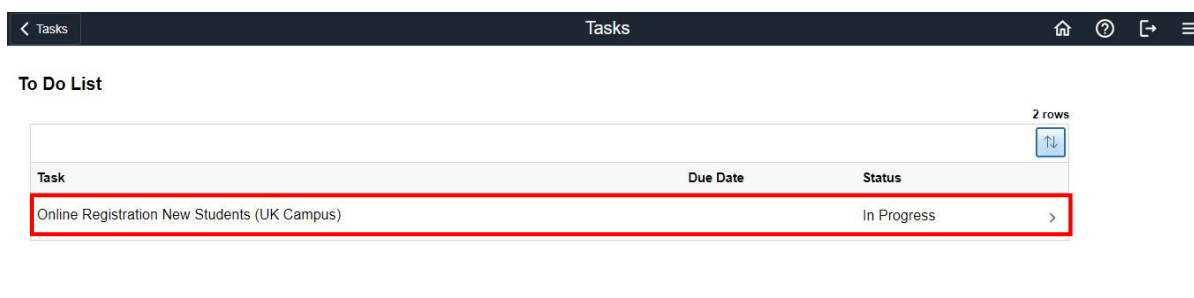 Tasks
Tasks
To Do List
2 rows
Task Due Date Status
Online Registration New Students (UK Campus) In Progress